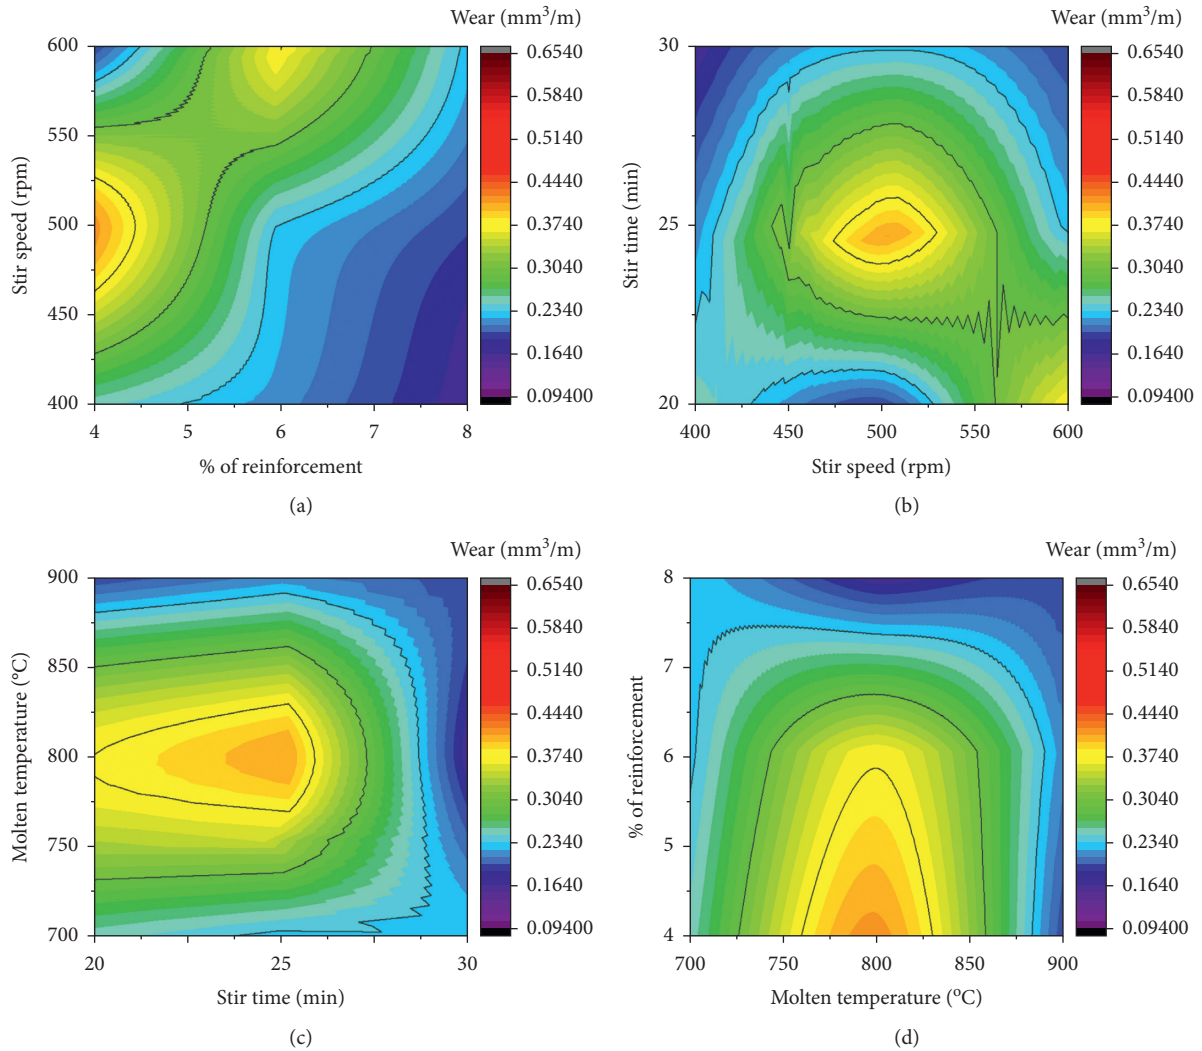 Wear (mm³/m)
600
550
500
450
400
Stir speed (rpm)
4 5 6 7 8
% of reinforcement
0.6540
0.5840
0.5134
0.4440
0.3740
0.3040
0.2340
0.1640
0.09400
(a)
Wear (mm³/m)
30
25
20
Stir time (min)
400 450 500 550 600
Stir speed (rpm)
0.6540
0.5840
0.5134
0.4440
0.3740
0.3040
0.2340
0.1640
0.09400
(b)
Wear (mm³/m)
900
850
800
750
700
Molten temperature (°C)
20 25 30
Stir time (min)
0.6540
0.5840
0.5134
0.4440
0.3740
0.3040
0.2340
0.1640
0.09400
(c)
Wear (mm³/m)
8
7
6
5
4
% of reinforcement
700 750 800 850 900
Molten temperature (°C)
0.6540
0.5840
0.5134
0.4440
0.3740
0.3040
0.2340
0.1640
0.09400
(d)